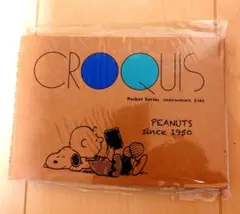 CROQUIS
Pocket Series
PEANUTS
since 1950